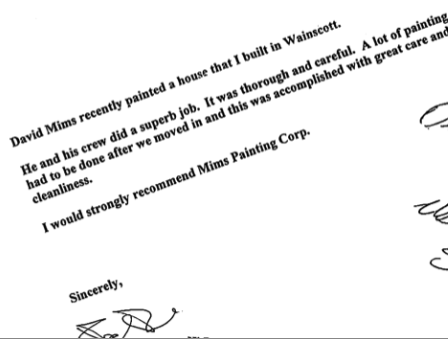 David Mims recently painted a house that I built in Wainscott.
He and his crew did a superb job. It was thorough and careful. A lot of painting
had to be done after we moved in and this was accomplished with great care and
cleanliness.
I would strongly recommend Mims Painting Corp.
Sincerely,